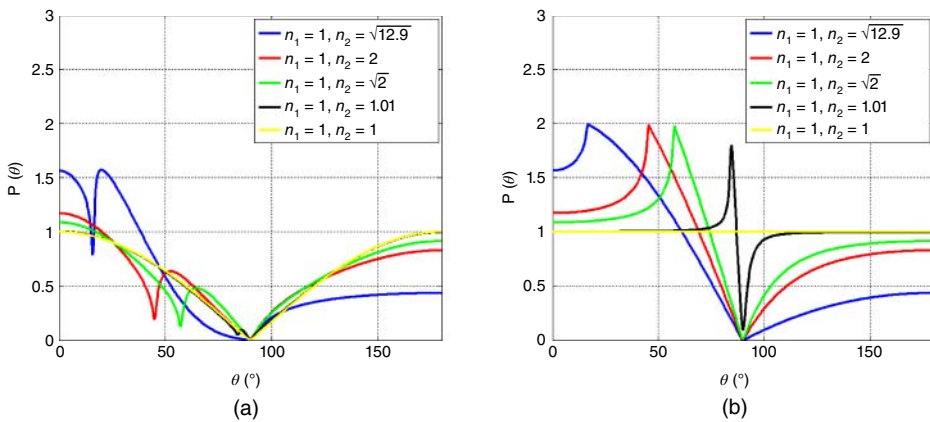 3
2.5
2
1.5
1
0.5
0
P (θ)
0
50
100
150
θ (°)
n₁ = 1, n₂ = √12.9
n₁ = 1, n₂ = 2
n₁ = 1, n₂ = √2
n₁ = 1, n₂ = 1.01
n₁ = 1, n₂ = 1
(a)
3
2.5
2
1.5
1
0.5
0
P (θ)
0
50
100
150
θ (°)
n₁ = 1, n₂ = √12.9
n₁ = 1, n₂ = 2
n₁ = 1, n₂ = √2
n₁ = 1, n₂ = 1.01
n₁ = 1, n₂ = 1
(b)